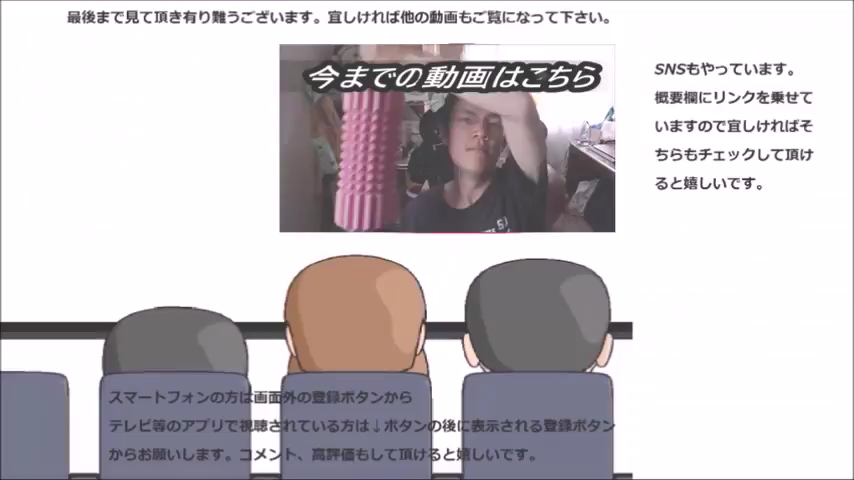 最後まで見て頂き有り難うございます。宜しければ他の動画もご覧になって下さい。
今までの動画はこちら
SNSもやっています。
概要欄にリンクを乗せて
いますので宜しければそ
ちらもチェックして頂け
ると嬉しいです。
スマートフォンの方は画面外の登録ボタンから
テレビ等のアプリで視聴されている方は↓ボタンの後に表示される登録ボタン
からお願いします。コメント、高評価もして頂けると嬉しいです。